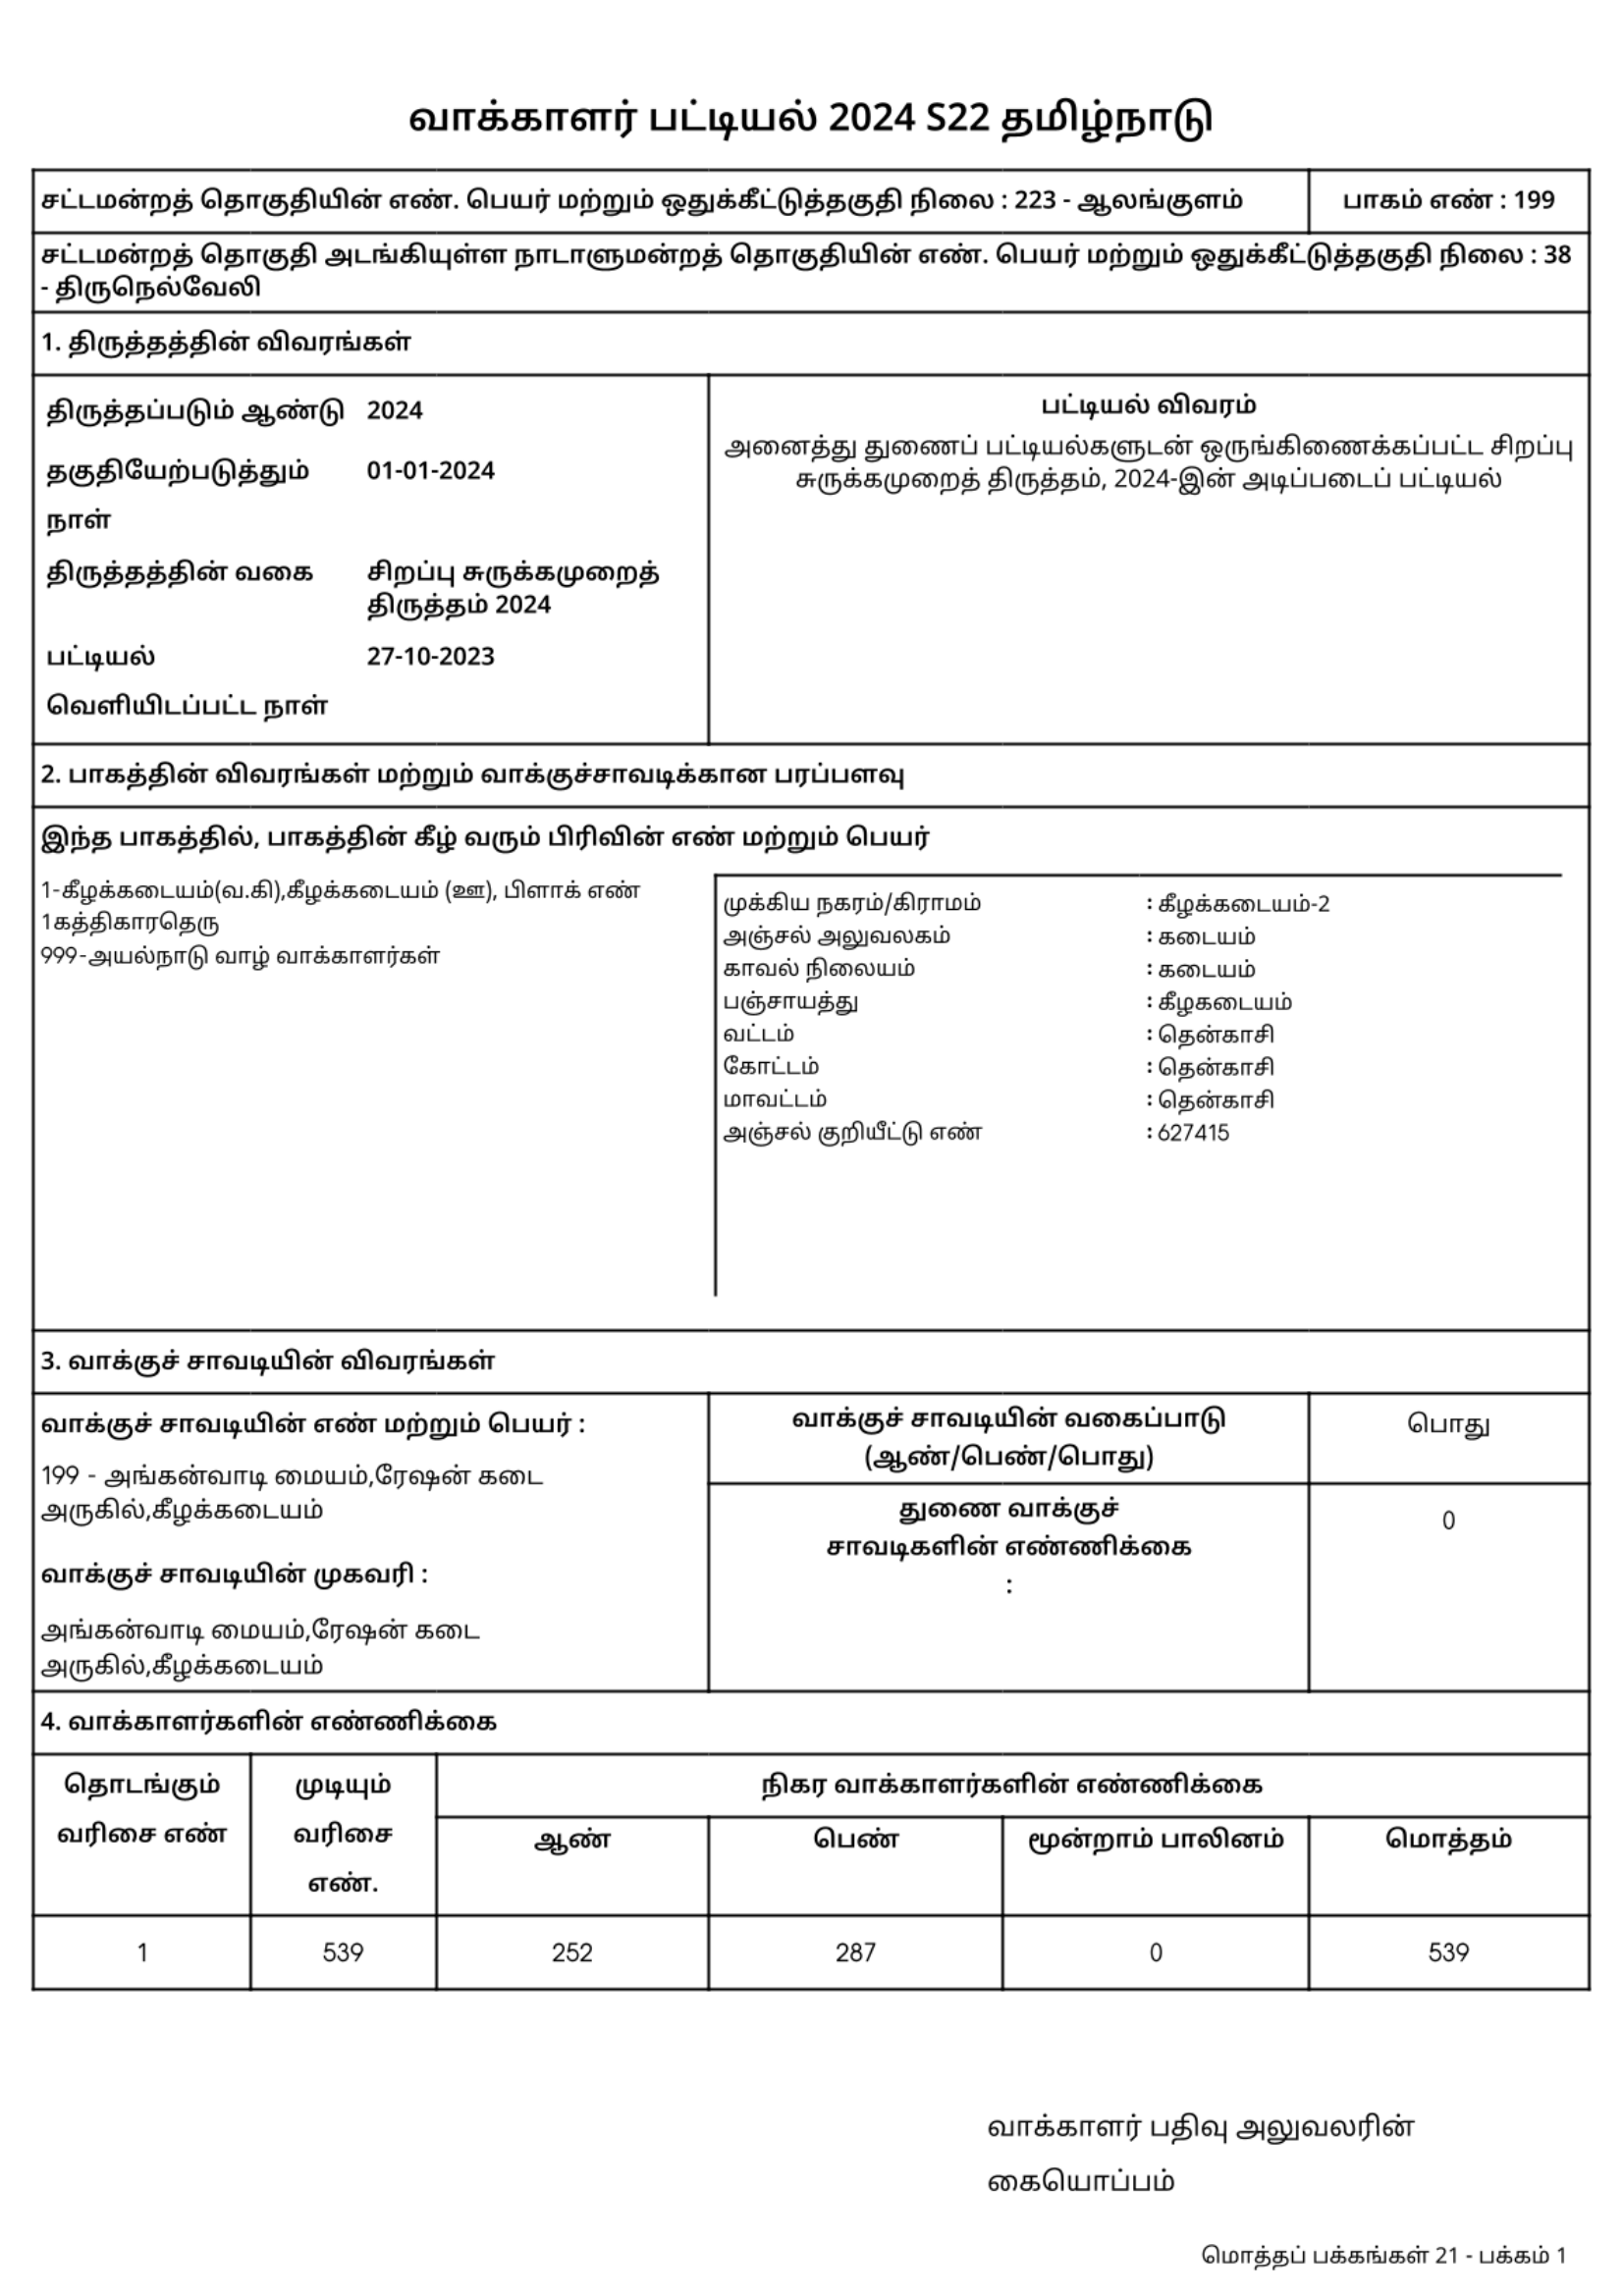 வாக்காளர் பட்டியல் 2024 S22 தமிழ்நாடு
சட்டமன்றத் தொகுதியின் எண். பெயர் மற்றும் ஒதுக்கீட்டுத்தகுதி நிலை : 223 - ஆலங்குளம்
பாகம் எண் : 199
சட்டமன்றத் தொகுதி அடங்கியுள்ள நாடாளுமன்றத் தொகுதியின் எண். பெயர் மற்றும் ஒதுக்கீட்டுத்தகுதி நிலை : 38
- திருநெல்வேலி
1. திருத்தத்தின் விவரங்கள்
திருத்தப்படும் ஆண்டு 2024
தகுதியேற்படுத்தும் 01-01-2024
நாள்
திருத்தத்தின் வகை சிறப்பு சுருக்கமுறைத்
திருத்தம் 2024
பட்டியல் 27-10-2023
வெளியிடப்பட்ட நாள்
பட்டியல் விவரம்
அனைத்து துணைப் பட்டியல்களுடன் ஒருங்கிணைக்கப்பட்ட சிறப்பு
சுருக்கமுறைத் திருத்தம், 2024-இன் அடிப்படைப் பட்டியல்
2. பாகத்தின் விவரங்கள் மற்றும் வாக்குச்சாவடிக்கான பரப்பளவு
இந்த பாகத்தில், பாகத்தின் கீழ் வரும் பிரிவின் எண் மற்றும் பெயர்
1-கீழக்கடையம்(வ.கி),கீழக்கடையம் (ஊ), பிளாக் எண்
1கத்திகாரதெரு
999-அயல்நாடு வாழ் வாக்காளர்கள்
முக்கிய நகரம்/கிராமம் : கீழக்கடையம்-2
அஞ்சல் அலுவலகம் : கடையம்
காவல் நிலையம் : கடையம்
பஞ்சாயத்து : கீழகடையம்
வட்டம் : தென்காசி
கோட்டம் : தென்காசி
மாவட்டம் : தென்காசி
அஞ்சல் குறியீட்டு எண் : 627415
3. வாக்குச் சாவடியின் விவரங்கள்
வாக்குச் சாவடியின் எண் மற்றும் பெயர் :
199 - அங்கன்வாடி மையம்,ரேஷன் கடை
அருகில்,கீழக்கடையம்
வாக்குச் சாவடியின் முகவரி :
அங்கன்வாடி மையம்,ரேஷன் கடை
அருகில்,கீழக்கடையம்
வாக்குச் சாவடியின் வகைப்பாடு
(ஆண்/பெண்/பொது)
பொது
துணை வாக்குச்
சாவடிகளின் எண்ணிக்கை
:
0
4. வாக்காளர்களின் எண்ணிக்கை
தொடங்கும்
வரிசை எண்
முடியும்
வரிசை
எண்.
நிகர வாக்காளர்களின் எண்ணிக்கை
ஆண் பெண் மூன்றாம் பாலினம் மொத்தம்
1 539 252 287 0 539
வாக்காளர் பதிவு அலுவலரின்
கையொப்பம்
மொத்தப் பக்கங்கள் 21 - பக்கம் 1